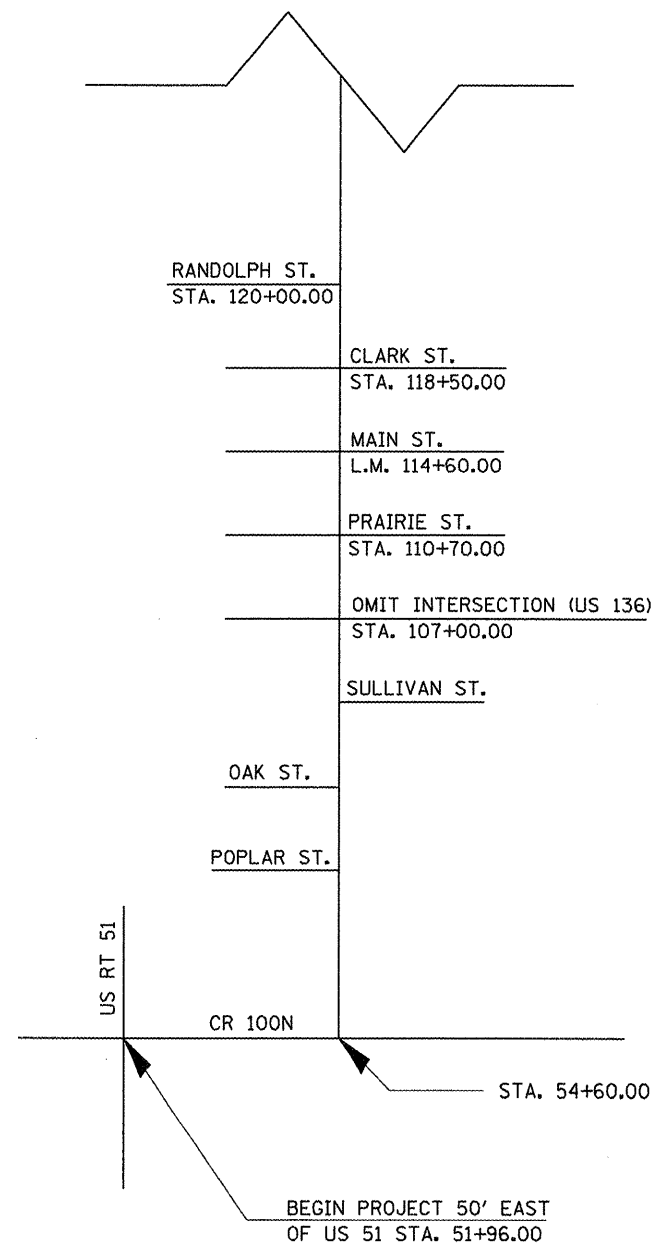 RANDOLPH ST.
STA. 120+00.00
CLARK ST.
STA. 118+50.00
MAIN ST.
L.M. 114+60.00
PRAIRIE ST.
STA. 110+70.00
OMIT INTERSECTION (US 136)
STA. 107+00.00
SULLIVAN ST.
OAK ST.
POPLAR ST.
US RT 51
CR 100N
STA. 54+60.00
BEGIN PROJECT 50' EAST
OF US 51 STA. 51+96.00